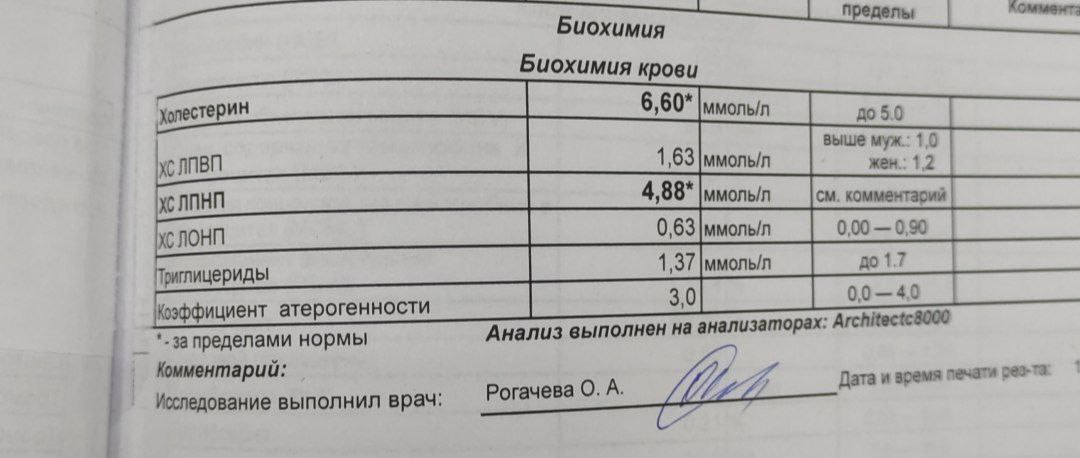 пределы
Биохимия
Биохимия крови
Холестерин 6,60* ммоль/л до 5.0
ХС ЛПВП 1,63 ммоль/л выше муж.: 1,0
жен.: 1,2
ХС ЛПНП 4,88* ммоль/л см. комментарий
ХС ЛОНП 0,63 ммоль/л 0,00 — 0,90
Триглицериды 1,37 ммоль/л до 1.7
Коэффициент атерогенности 3,0 0,0 — 4,0
* - за пределами нормы Анализ выполнен на анализаторах: Architectc8000
Комментарий:
Исследование выполнил врач: Рогачева О. А. Дата и время печати рез-та: